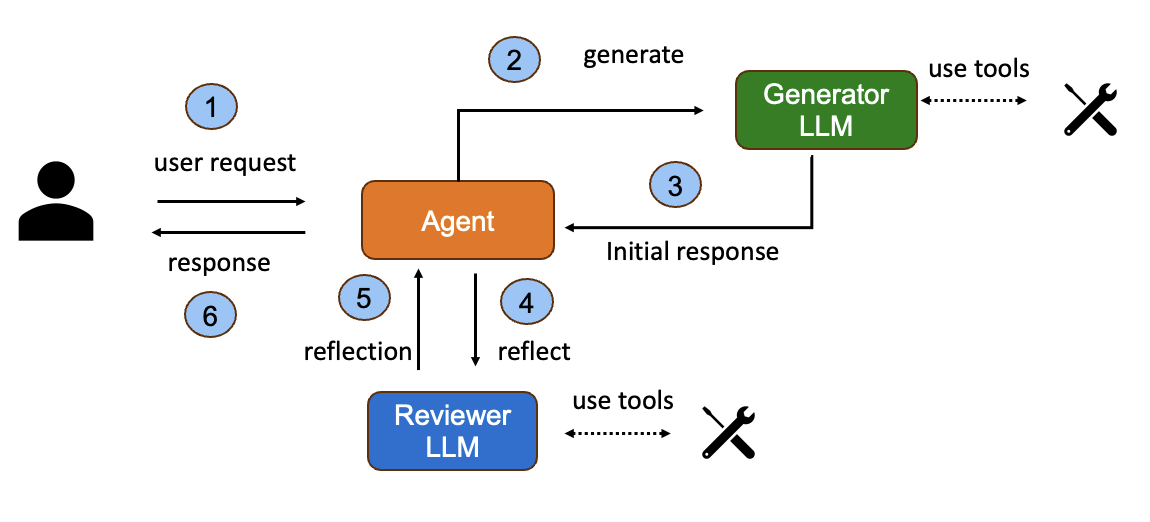 1
user request
response
6
2
generate
Generator
LLM
use tools
3
Initial response
Agent
5
reflection
4
reflect
Reviewer
LLM
use tools